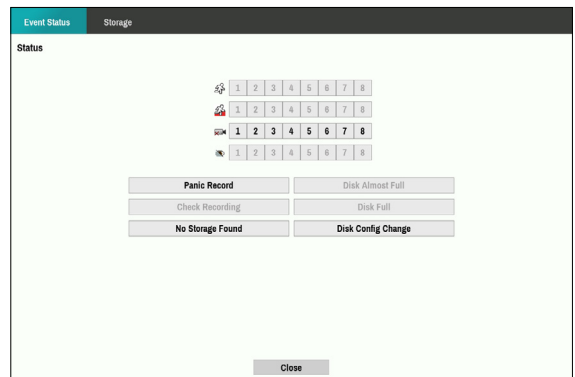 Event Status Storage
Status
1 2 3 4 5 6 7 8
1 2 3 4 5 6 7 8
1 2 3 4 5 6 7 8
1 2 3 4 5 6 7 8
Panic Record Disk Almost Full
Check Recording Disk Full
No Storage Found Disk Config Change
Close